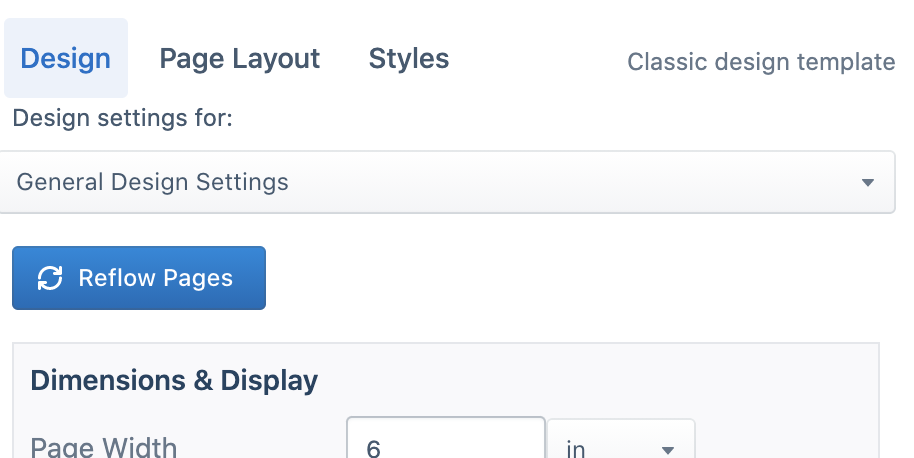 Design Page Layout Styles Classic design template
Design settings for:
General Design Settings
Reflow Pages
Dimensions & Display
Page Width 6 in